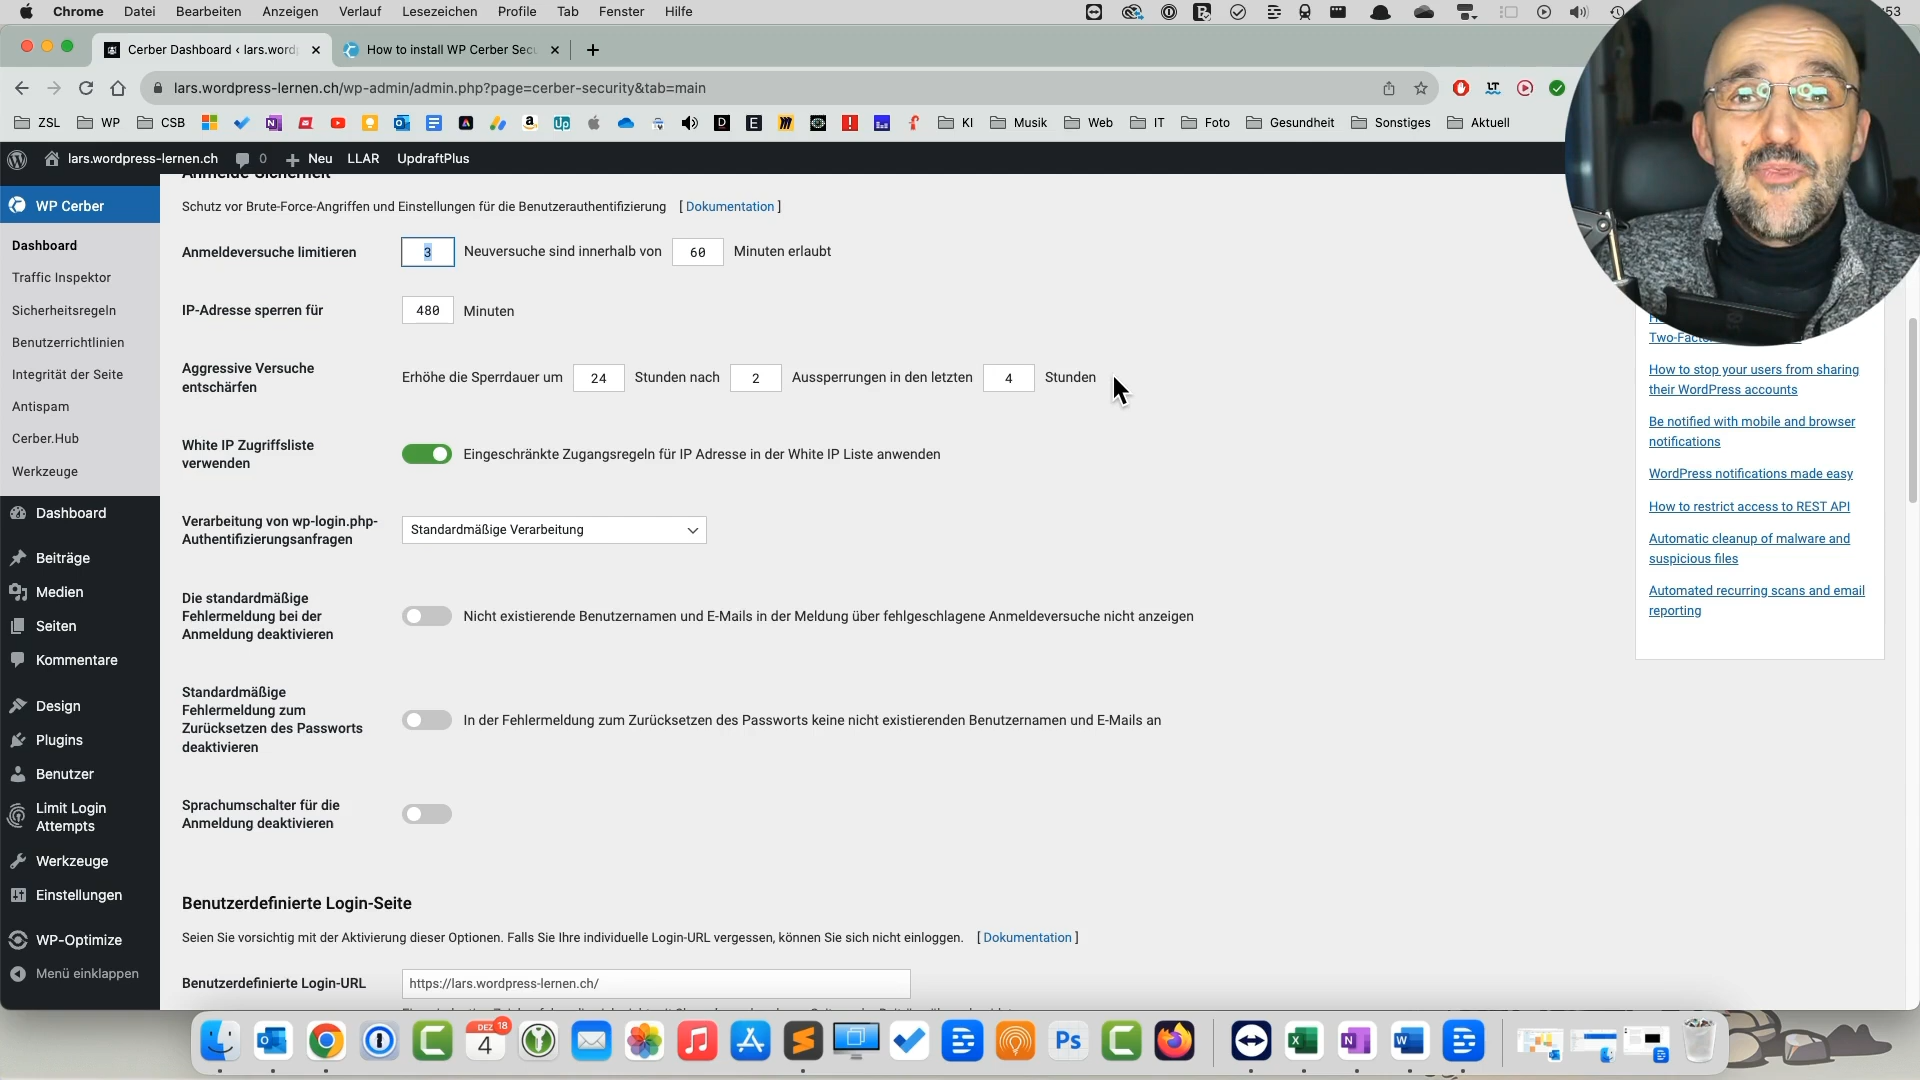 Chrome Datei Bearbeiten Anzeigen Verlauf Lesezeichen Profile Tab Fenster Hilfe
:53
Cerber Dashboard ‹ lars.word
How to install WP Cerber Sec
lars.wordpress-lernen.ch/wp-admin/admin.php?page=cerber-security&tab=main
ZSL WP CSB KI Musik Web IT Foto Gesundheit Sonstiges Aktuell
lars.wordpress-lernen.ch 0 Neu LLAR UpdraftPlus
WP Cerber
Dashboard
Traffic Inspektor
Sicherheitsregeln
Benutzerrichtlinien
Integrität der Seite
Antispam
Cerber.Hub
Werkzeuge
Dashboard
Beiträge
Medien
Seiten
Kommentare
Design
Plugins
Benutzer
Limit Login
Attempts
Werkzeuge
Einstellungen
WP-Optimize
Menü einklappen
Anmelde Sicherheit
Schutz vor Brute-Force-Angriffen und Einstellungen für die Benutzerauthentifizierung [ Dokumentation ]
Anmeldeversuche limitieren 3 Neuversuche sind innerhalb von 60 Minuten erlaubt
IP-Adresse sperren für 480 Minuten
Aggressive Versuche
entschärfen
Erhöhe die Sperrdauer um 24 Stunden nach 2 Aussperrungen in den letzten 4 Stunden
White IP Zugriffsliste
verwenden
Eingeschränkte Zugangsregeln für IP Adresse in der White IP Liste anwenden
Verarbeitung von wp-login.php-
Authentifizierungsanfragen
Standardmäßige Verarbeitung
Die standardmäßige
Fehlermeldung bei der
Anmeldung deaktivieren
Nicht existierende Benutzernamen und E-Mails in der Meldung über fehlgeschlagene Anmeldeversuche nicht anzeigen
Standardmäßige
Fehlermeldung zum
Zurücksetzen des Passworts
deaktivieren
In der Fehlermeldung zum Zurücksetzen des Passworts keine nicht existierenden Benutzernamen und E-Mails an
Sprachumschalter für die
Anmeldung deaktivieren
Benutzerdefinierte Login-Seite
Seien Sie vorsichtig mit der Aktivierung dieser Optionen. Falls Sie Ihre individuelle Login-URL vergessen, können Sie sich nicht einloggen. [ Dokumentation ]
Benutzerdefinierte Login-URL https://lars.wordpress-lernen.ch/
Two-Fact
How to stop your users from sharing
their WordPress accounts
Be notified with mobile and browser
notifications
WordPress notifications made easy
How to restrict access to REST API
Automatic cleanup of malware and
suspicious files
Automated recurring scans and email
reporting
DEZ 18
4
Ps